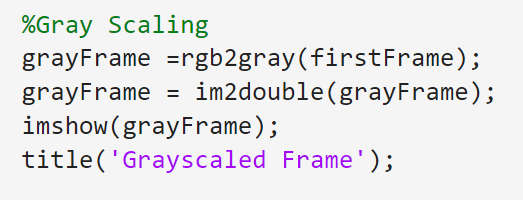 %Gray Scaling
grayFrame =rgb2gray(firstFrame);
grayFrame = im2double(grayFrame);
imshow(grayFrame);
title('Grayscaled Frame');